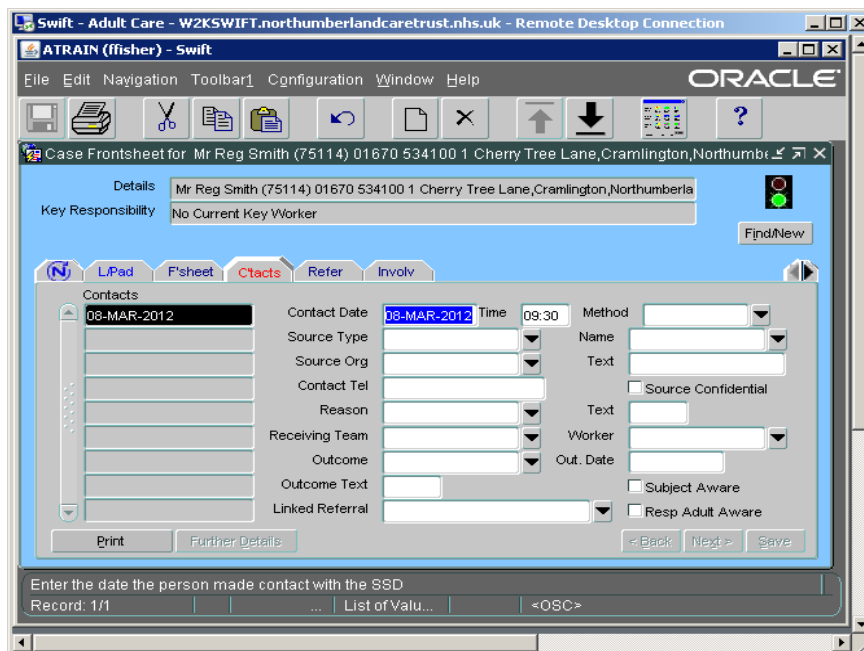 Swift - Adult Care - W2KSWIFT.northumberlandcaretrust.nhs.uk - Remote Desktop Connection
ATRAIN (ffisher) - Swift
File Edit Navigation Toolbar1 Configuration Window Help
ORACLE
?
Case Frontsheet for Mr Reg Smith (75114) 01670 534100 1 Cherry Tree Lane,Cramlington,Northumbe
Details Mr Reg Smith (75114) 01670 534100 1 Cherry Tree Lane,Cramlington,Northumberla
Key Responsibility No Current Key Worker
Find/New
N L/Pad F'sheet C'tacts Refer Involv
Contacts
08-MAR-2012 Contact Date 08-MAR-2012 Time 09:30 Method
Source Type Name
Source Org Text
Contact Tel Source Confidential
Reason Text
Receiving Team Worker
Outcome Out. Date
Outcome Text Subject Aware
Linked Referral Resp Adult Aware
Print Further Details < Back Next > Save
Enter the date the person made contact with the SSD
Record: 1/1 ... List of Valu... <OSC>